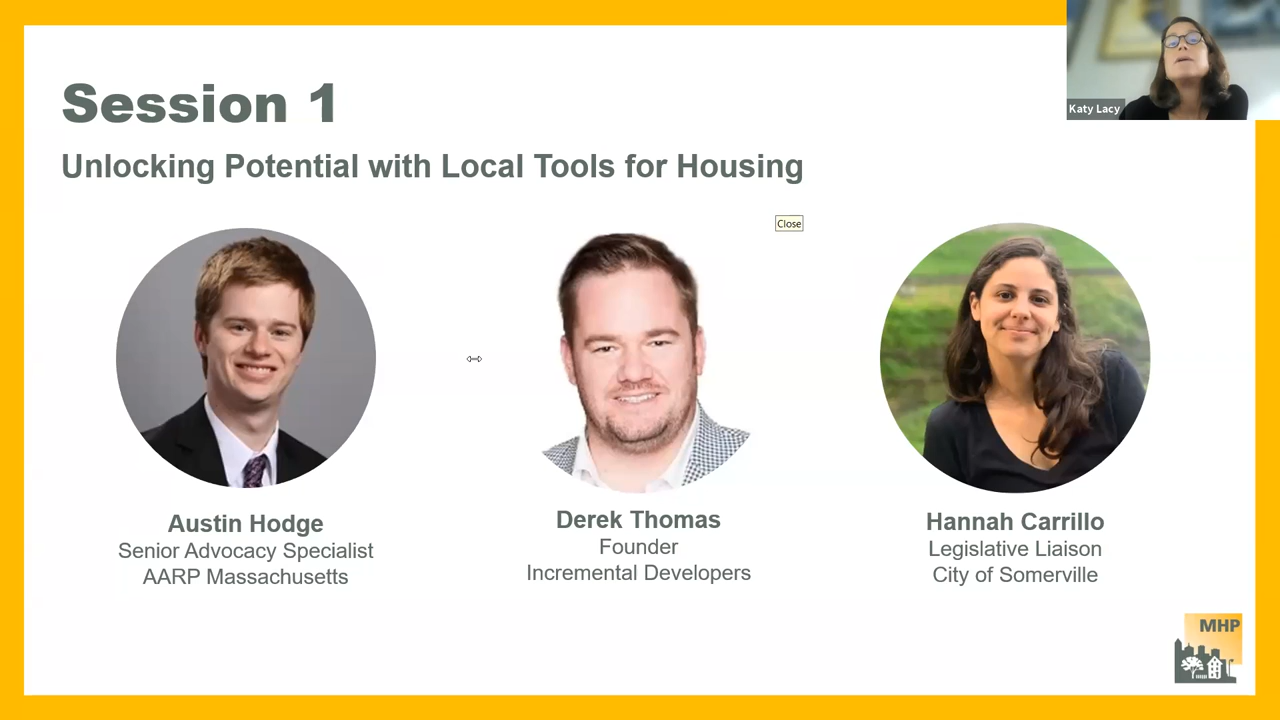 Session 1
Unlocking Potential with Local Tools for Housing
Katy Lacy
Close
Austin Hodge
Senior Advocacy Specialist
AARP Massachusetts
Derek Thomas
Founder
Incremental Developers
Hannah Carrillo
Legislative Liaison
City of Somerville
MHP